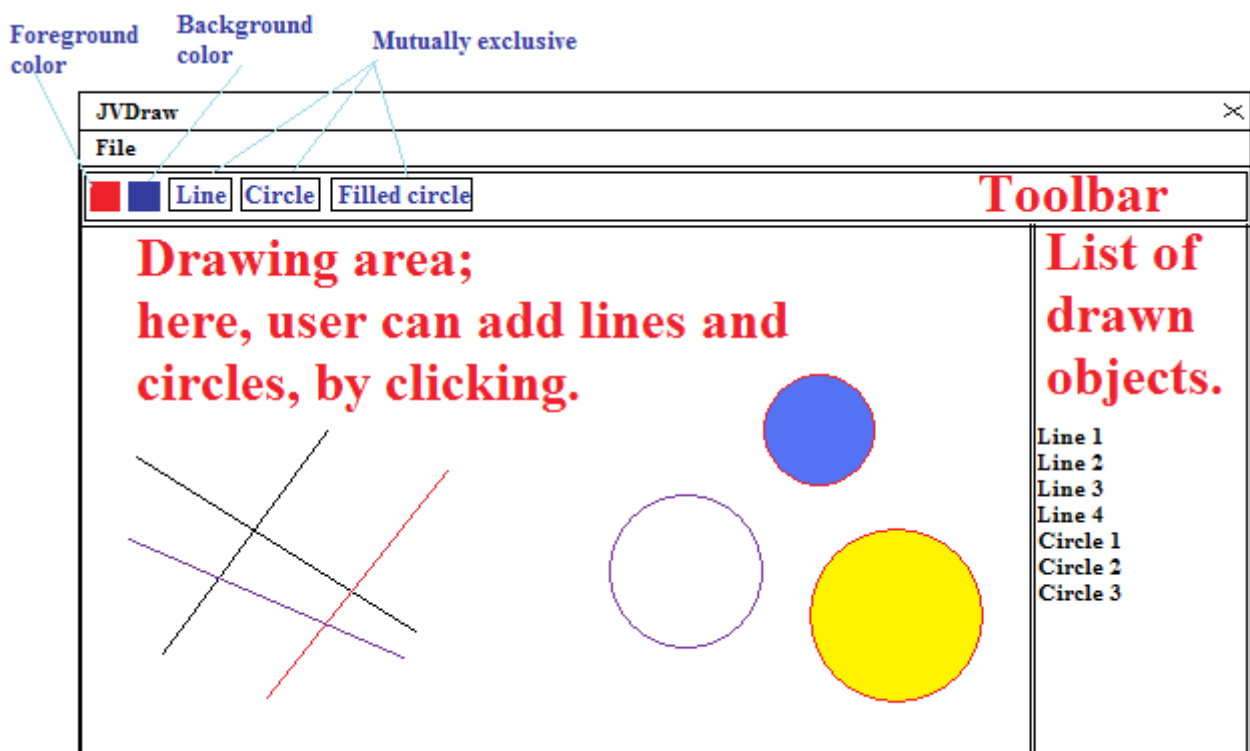 Foreground
color
Background
color
Mutually exclusive
JVDraw
File
Line
Circle
Filled circle
Toolbar
Drawing area;
here, user can add lines and
circles, by clicking.
List of
drawn
objects.
Line 1
Line 2
Line 3
Line 4
Circle 1
Circle 2
Circle 3